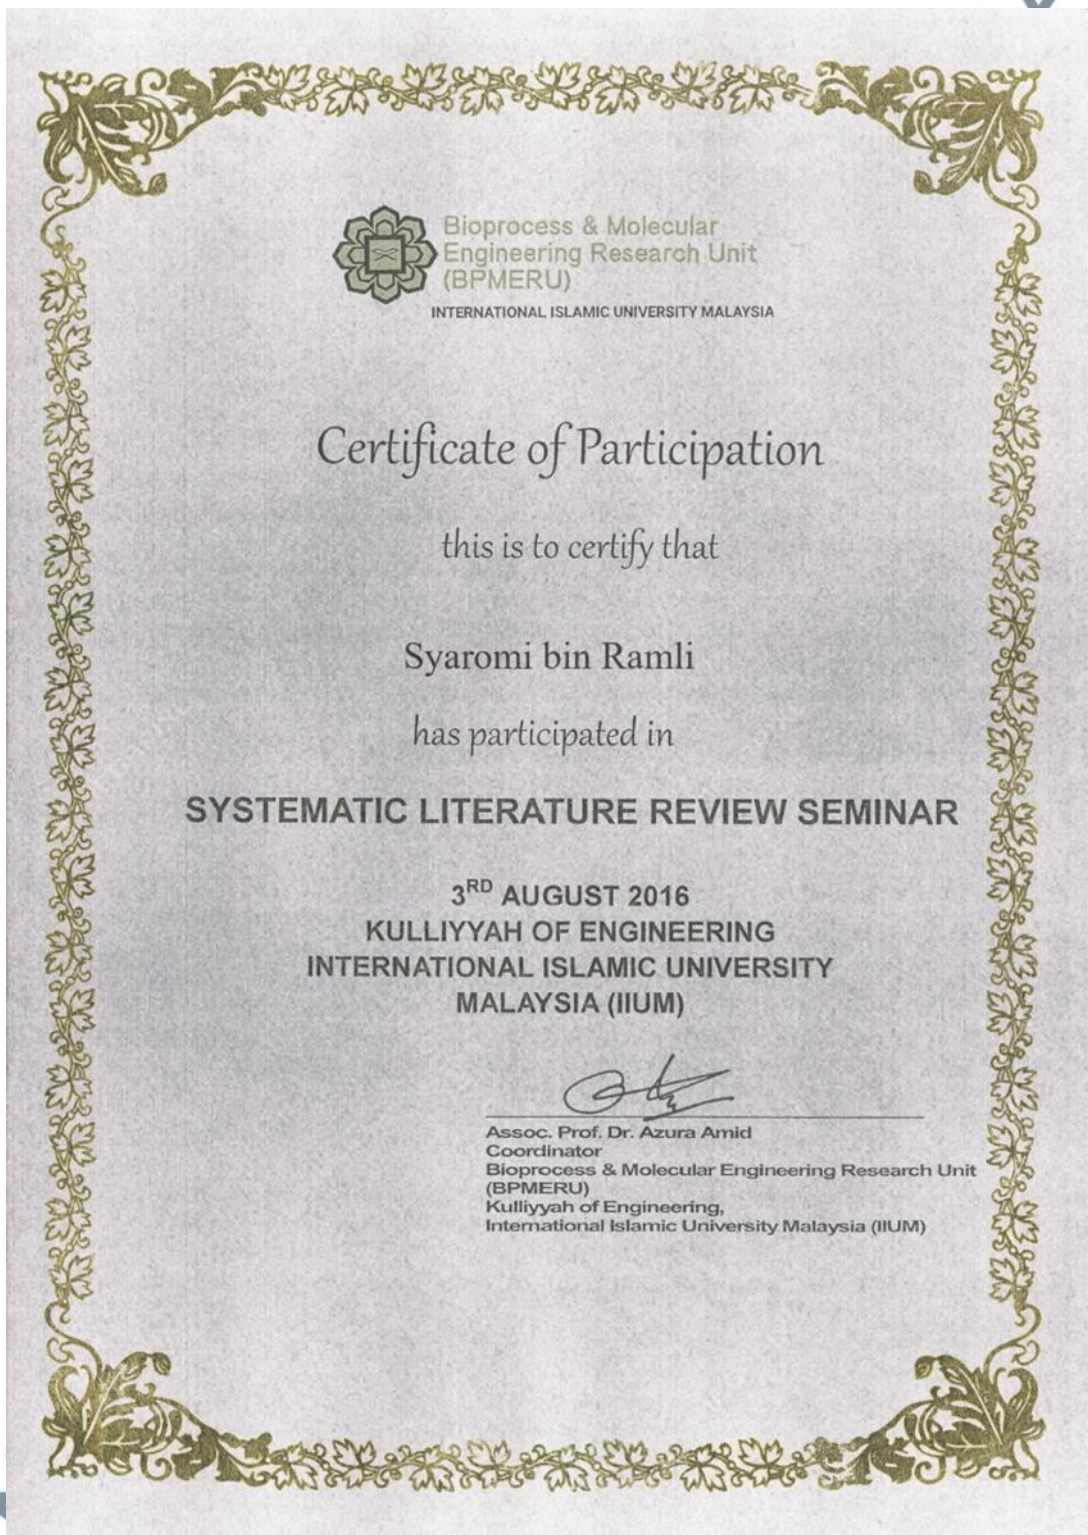 Bioprocess & Molecular
Engineering Research Unit
(BPMERU)
INTERNATIONAL ISLAMIC UNIVERSITY MALAYSIA
Certificate of Participation
this is to certify that
Syaromi bin Ramli
has participated in
SYSTEMATIC LITERATURE REVIEW SEMINAR
3RD AUGUST 2016
KULLIYYAH OF ENGINEERING
INTERNATIONAL ISLAMIC UNIVERSITY
MALAYSIA (IIUM)
Assoc. Prof. Dr. Azura Amid
Coordinator
Bioprocess & Molecular Engineering Research Unit
(BPMERU)
Kulliyyah of Engineering,
International Islamic University Malaysia (IIUM)